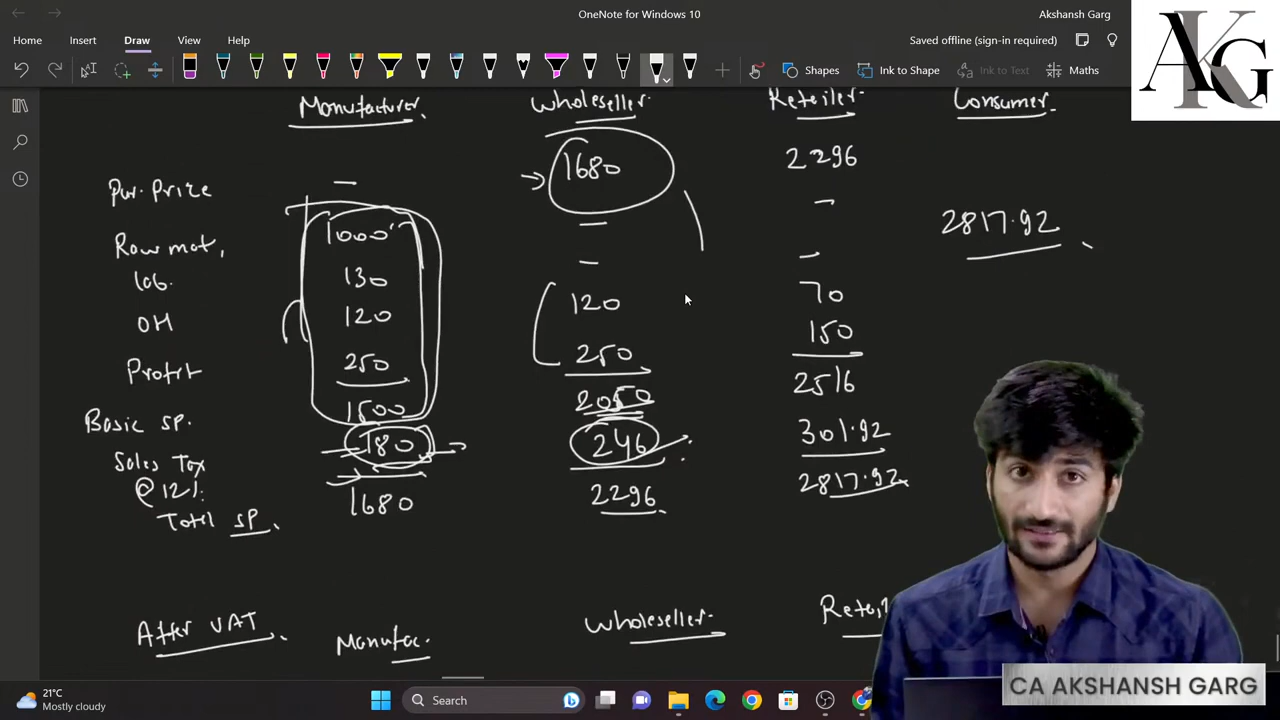 OneNote for Windows 10
Akshansh Garg
Home Insert Draw View Help
Saved offline (sign-in required)
Shapes Ink to Shape Ink to Text Maths
AKG
Manufacturer. Wholeseller. Reteiler. Consumer.
Pur. Price — 1680 2296
Raw mat, 1000 — — 2817.92
lab. 130 — —
OH 120 120 70
Profit 250 250 150
Basic sp. 1500 2050 2516
Sales Tax @ 12%. 180 246 301.92
Total SP. 1680 2296 2817.92
After VAT. Manufac. Wholeseller.
CA AKSHANSH GARG
21°C
Mostly cloudy
Search